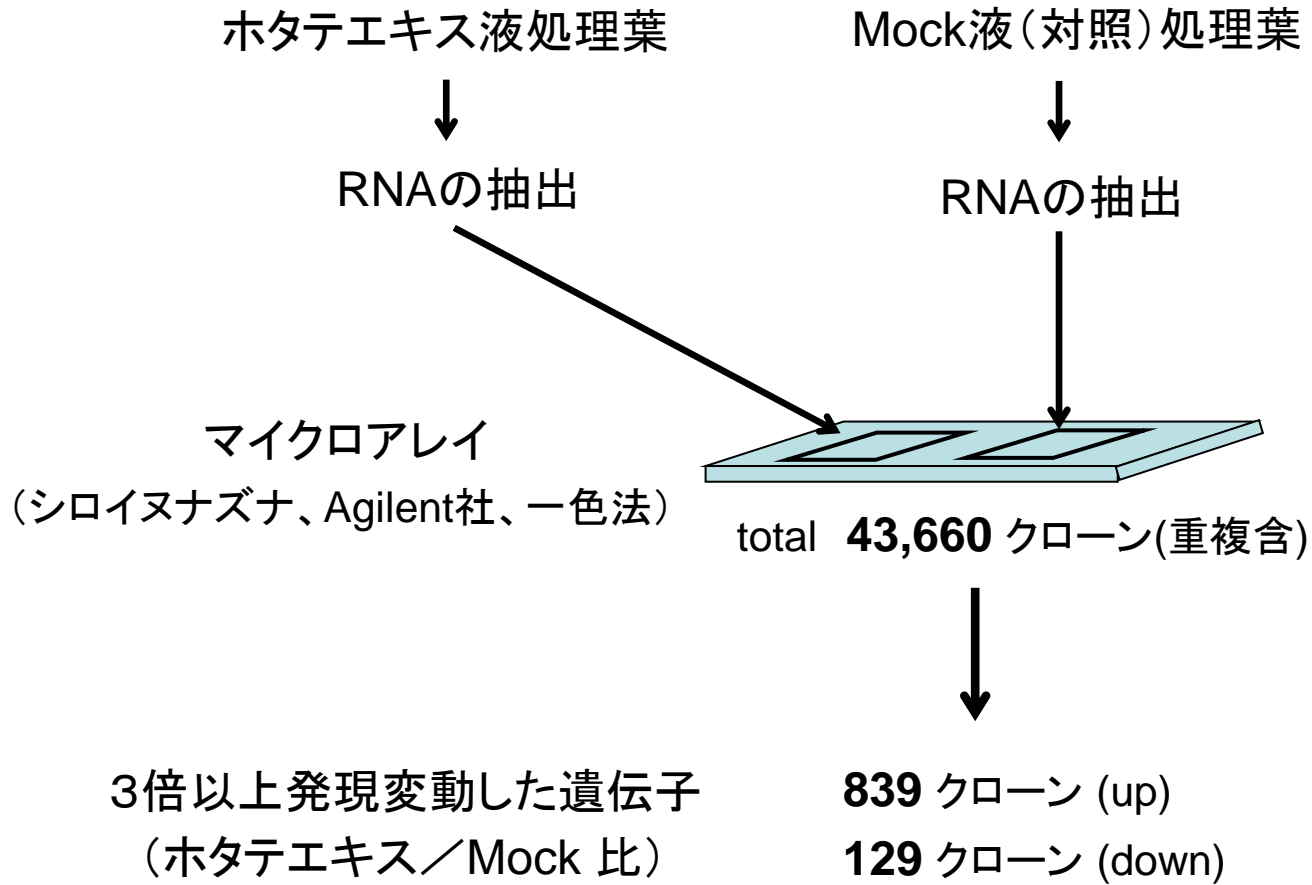 ホタテエキス液処理葉
Mock液（対照）処理葉
RNAの抽出
RNAの抽出
マイクロアレイ
（シロイヌナズナ、Agilent社、一色法）
total 43,660 クローン(重複含)
３倍以上発現変動した遺伝子
（ホタテエキス／Mock 比）
839 クローン (up)
129 クローン (down)